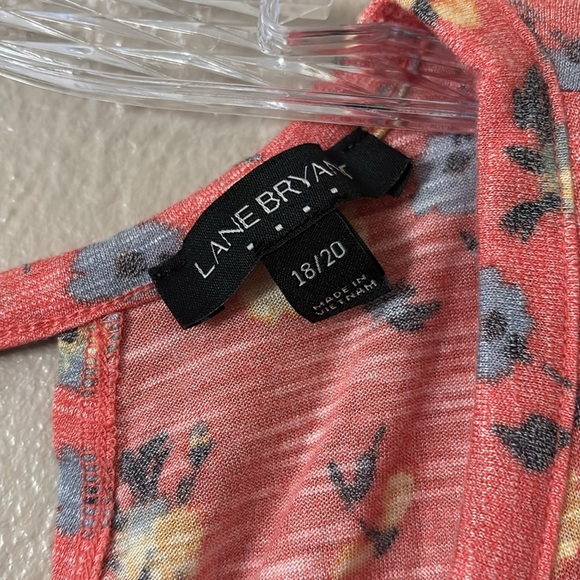 LANE BRYANT
18/20
MADE IN
VIETNAM